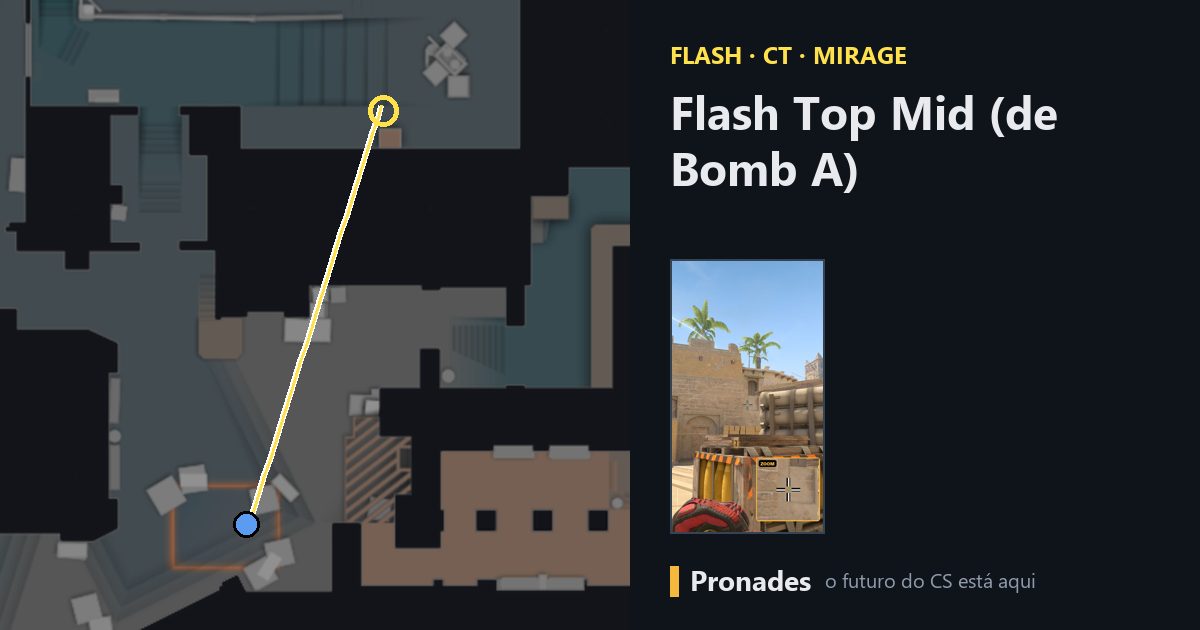 FLASH · CT · MIRAGE
Flash Top Mid (de
Bomb A)
ZOOM
Pronades o futuro do CS está aqui